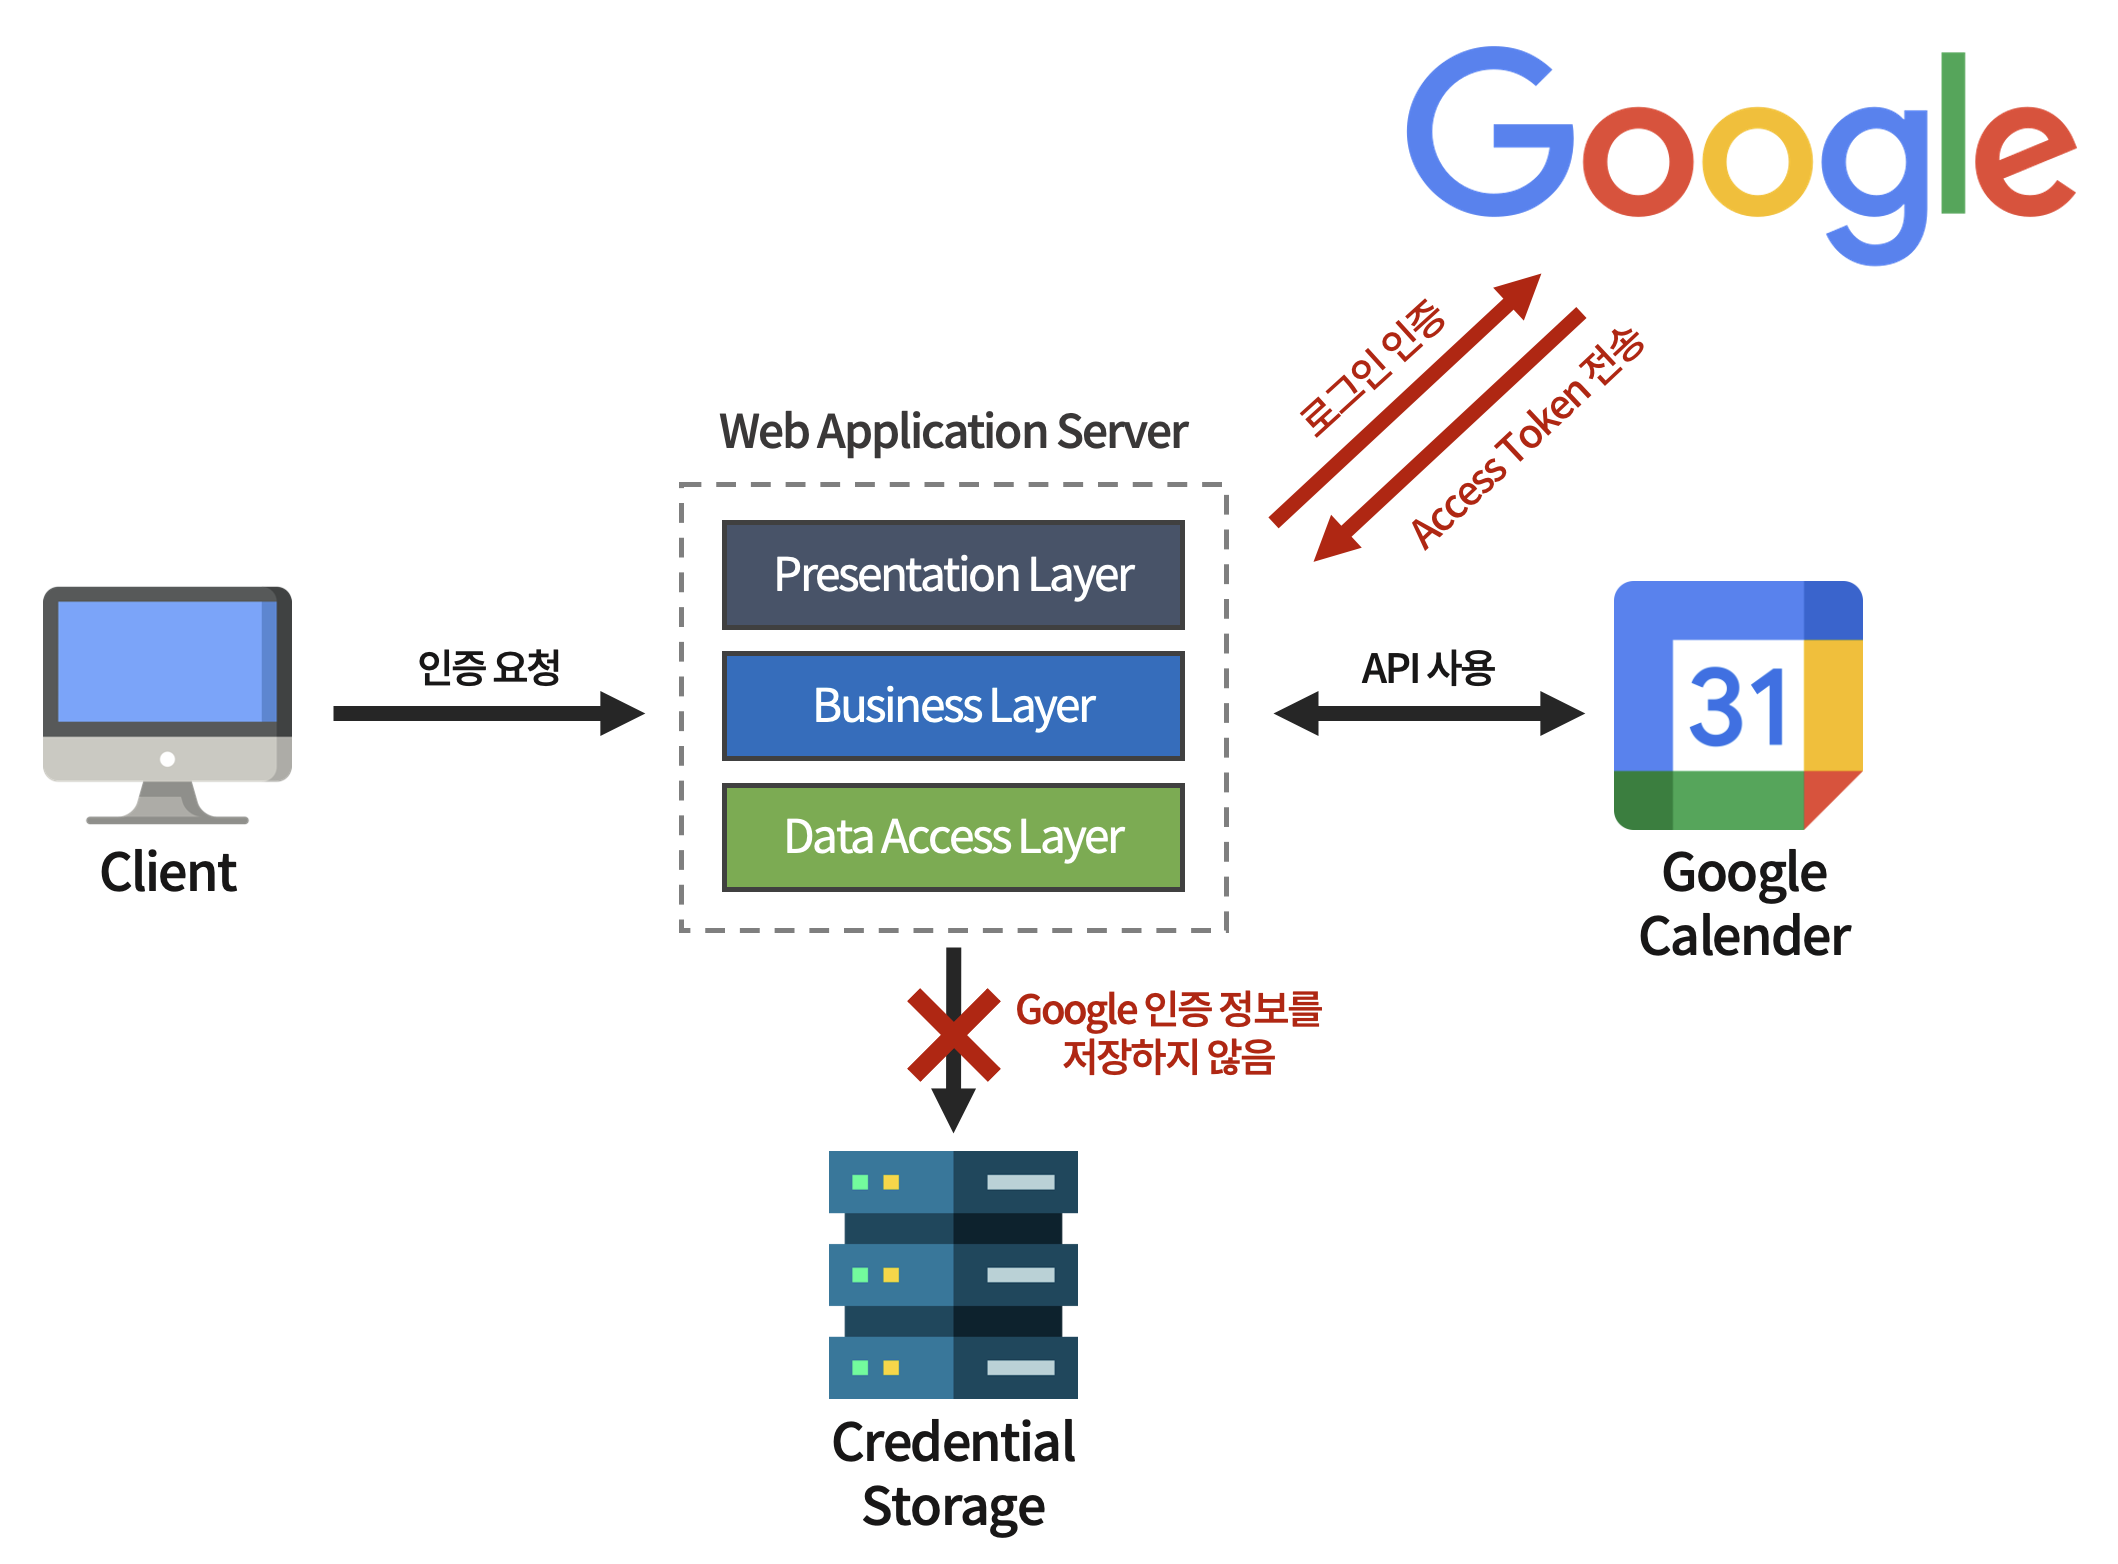 Google
로그인 인증
Access Token 전송
Web Application Server
Presentation Layer
Business Layer
Data Access Layer
인증 요청
API 사용
31
Client
Google
Calender
Google 인증 정보를
저장하지 않음
Credential
Storage